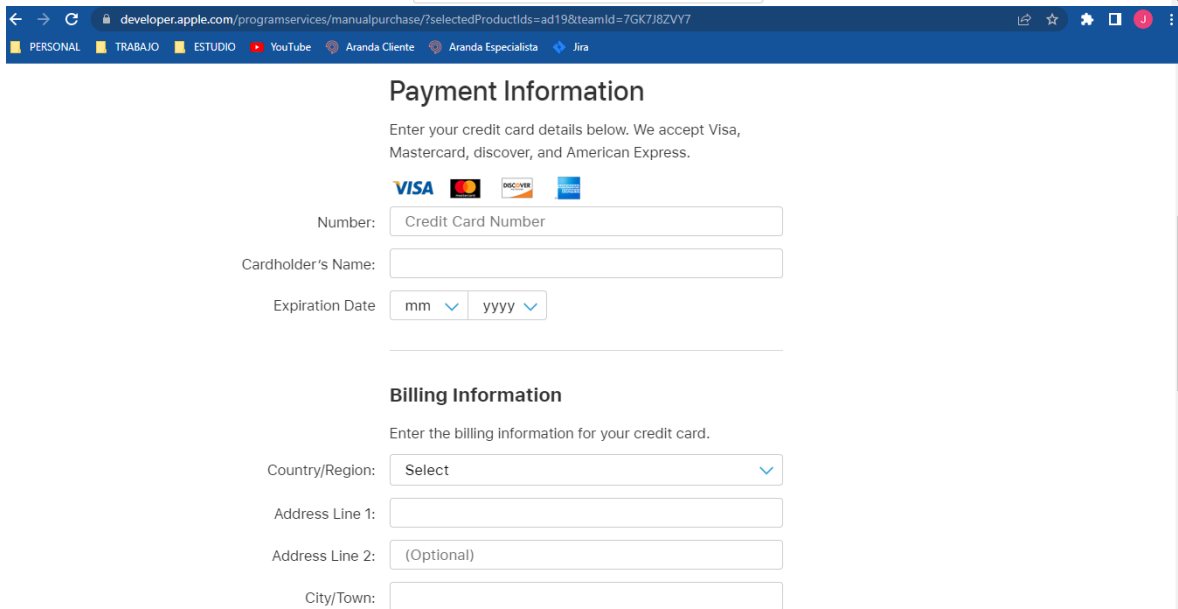 developer.apple.com/programservices/manualpurchase/?selectedProductIds=ad19&teamId=7GK7J8ZVY7
J
PERSONAL TRABAJO ESTUDIO YouTube Aranda Cliente Aranda Especialista Jira
Payment Information
Enter your credit card details below. We accept Visa,
Mastercard, discover, and American Express.
VISA mastercard DISCOVER
Number: Credit Card Number
Cardholder's Name:
Expiration Date mm yyyy
Billing Information
Enter the billing information for your credit card.
Country/Region: Select
Address Line 1:
Address Line 2: (Optional)
City/Town: